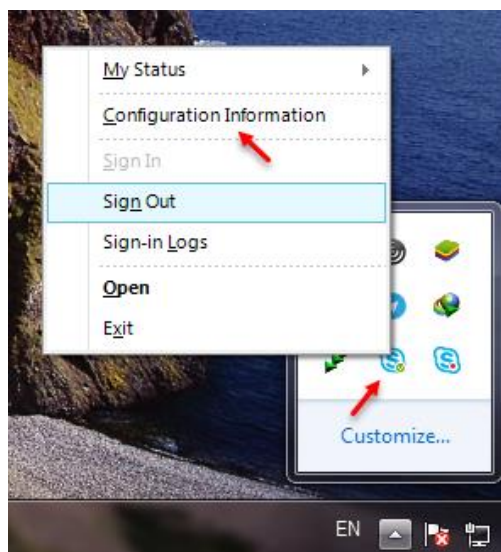 My Status
Configuration Information
Sign In
Sign Out
Sign-in Logs
Open
Exit
Customize...
EN